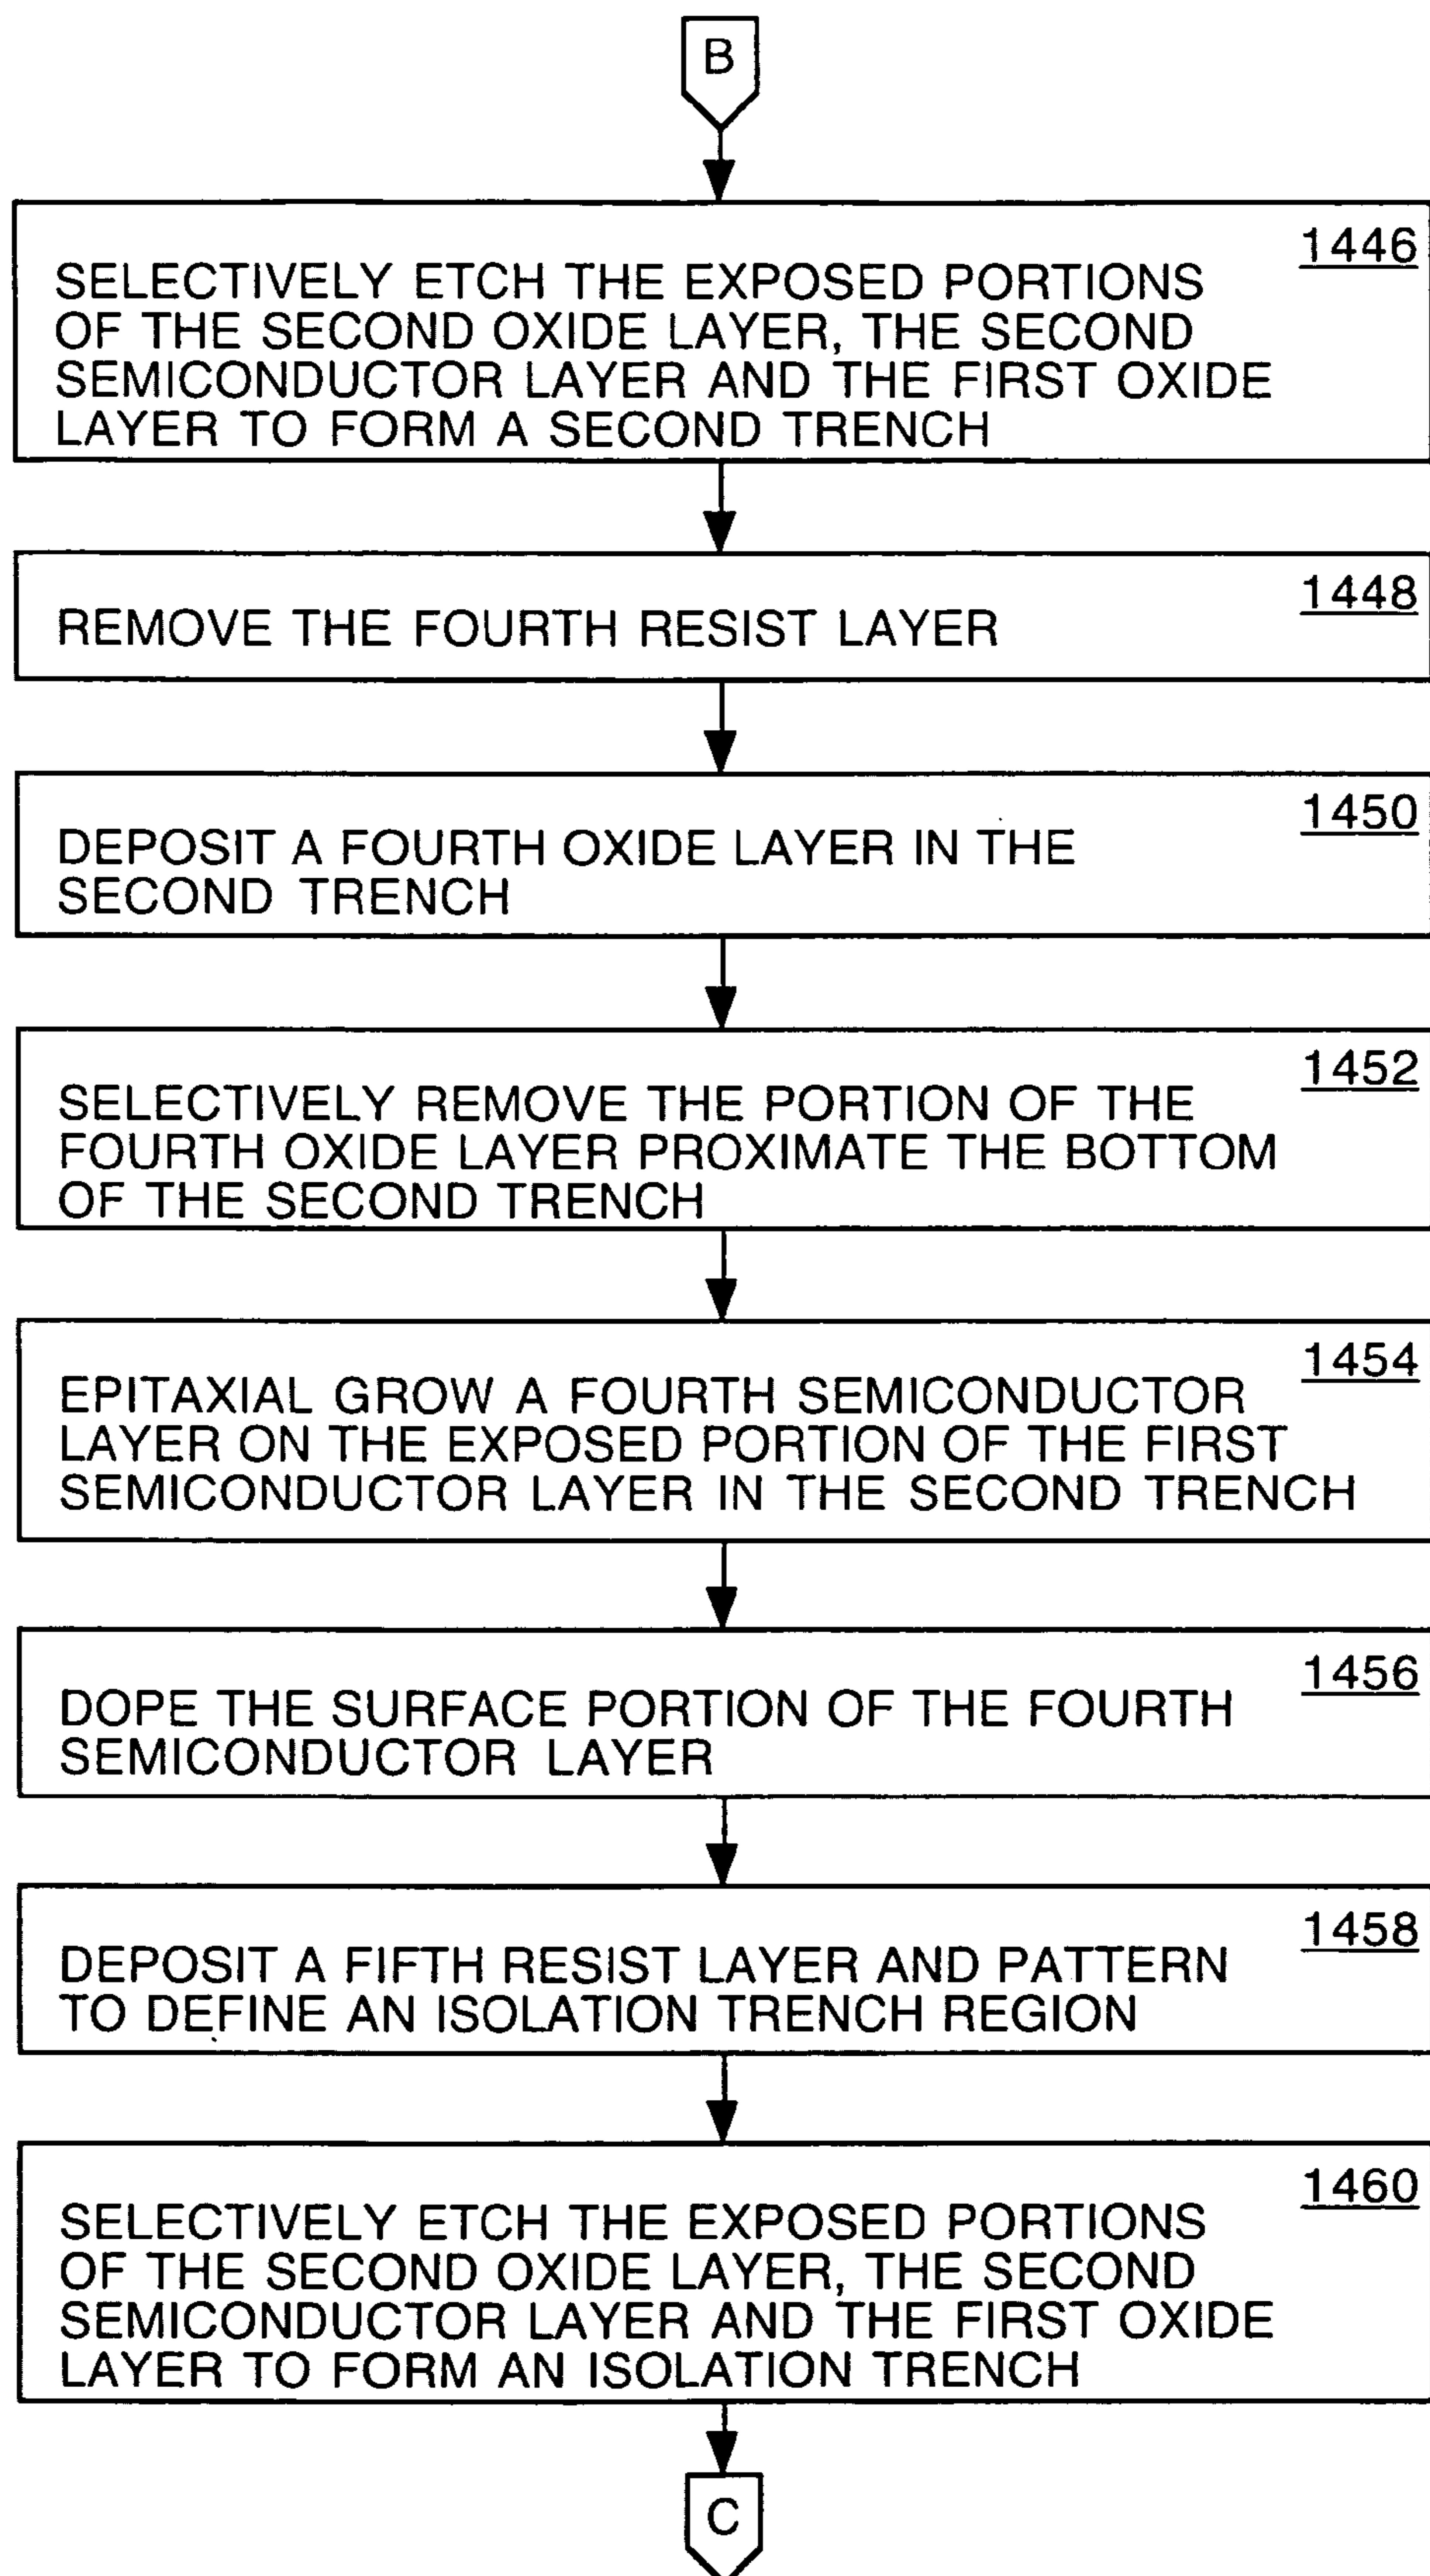 B
1446
SELECTIVELY ETCH THE EXPOSED PORTIONS
OF THE SECOND OXIDE LAYER, THE SECOND
SEMICONDUCTOR LAYER AND THE FIRST OXIDE
LAYER TO FORM A SECOND TRENCH
1448
REMOVE THE FOURTH RESIST LAYER
1450
DEPOSIT A FOURTH OXIDE LAYER IN THE
SECOND TRENCH
1452
SELECTIVELY REMOVE THE PORTION OF THE
FOURTH OXIDE LAYER PROXIMATE THE BOTTOM
OF THE SECOND TRENCH
1454
EPITAXIAL GROW A FOURTH SEMICONDUCTOR
LAYER ON THE EXPOSED PORTION OF THE FIRST
SEMICONDUCTOR LAYER IN THE SECOND TRENCH
1456
DOPE THE SURFACE PORTION OF THE FOURTH
SEMICONDUCTOR LAYER
1458
DEPOSIT A FIFTH RESIST LAYER AND PATTERN
TO DEFINE AN ISOLATION TRENCH REGION
1460
SELECTIVELY ETCH THE EXPOSED PORTIONS
OF THE SECOND OXIDE LAYER, THE SECOND
SEMICONDUCTOR LAYER AND THE FIRST OXIDE
LAYER TO FORM AN ISOLATION TRENCH
C